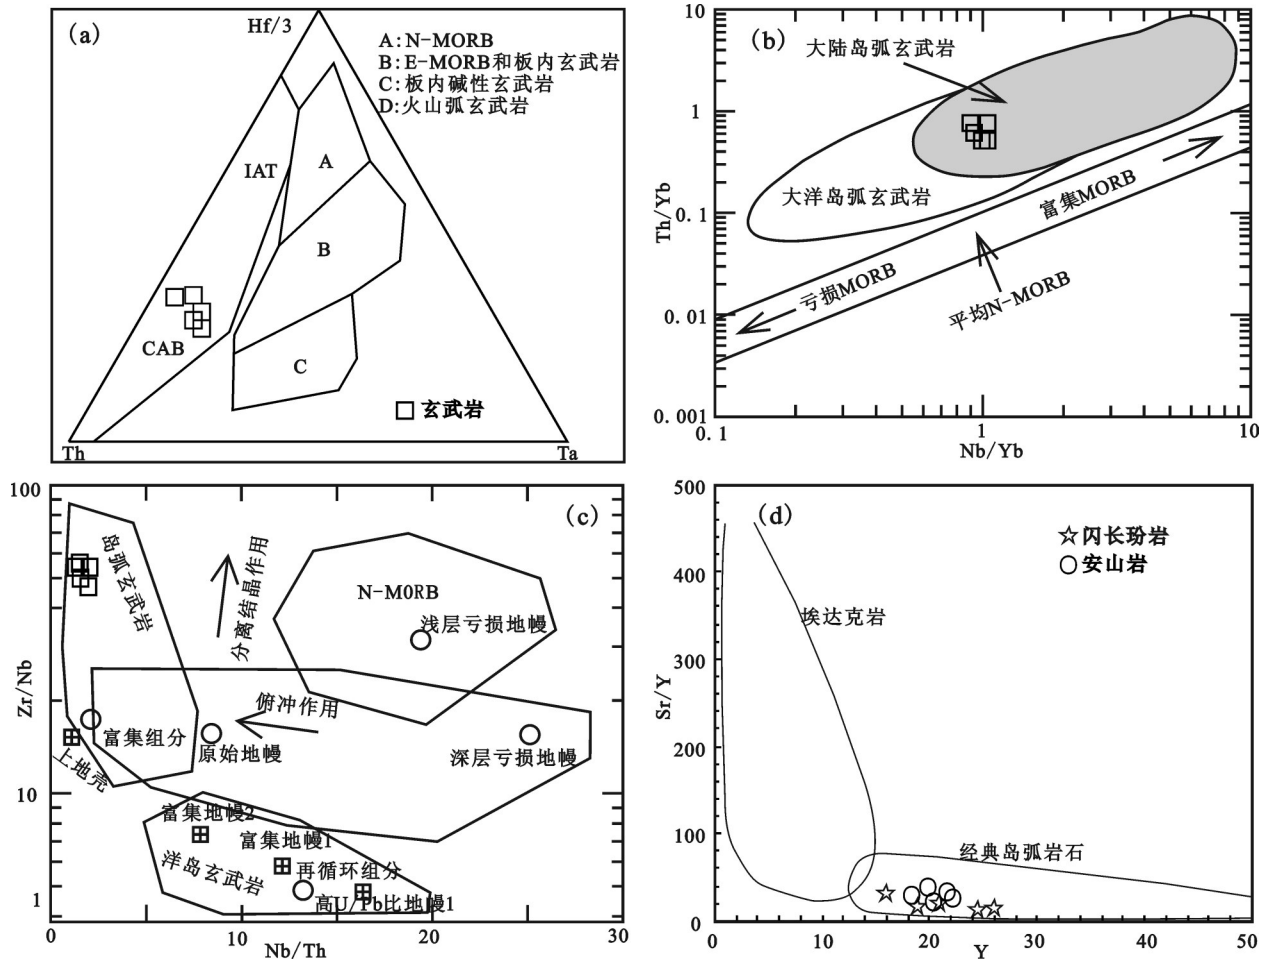 (a)
Hf/3
A:N-MORB
B:E-MORB和板内玄武岩
C:板内碱性玄武岩
D:火山弧玄武岩
IAT
A
B
CAB
C
玄武岩
Th
Ta
(b)
10
1
0.1
0.01
0.001
Th/Yb
大陆岛弧玄武岩
大洋岛弧玄武岩
富集MORB
亏损MORB
平均N-MORB
0.1
1
10
Nb/Yb
(c)
100
10
1
Zr/Nb
岛弧玄武岩
分离结晶作用
N-MORB
浅层亏损地幔
俯冲作用
富集组分
原始地幔
深层亏损地幔
上地壳
富集地幔2
富集地幔1
洋岛玄武岩
再循环组分
高U/Pb比地幔1
0
10
20
30
Nb/Th
(d)
500
400
300
200
100
0
Sr/Y
闪长玢岩
安山岩
埃达克岩
经典岛弧岩石
0
10
20
30
40
50
Y